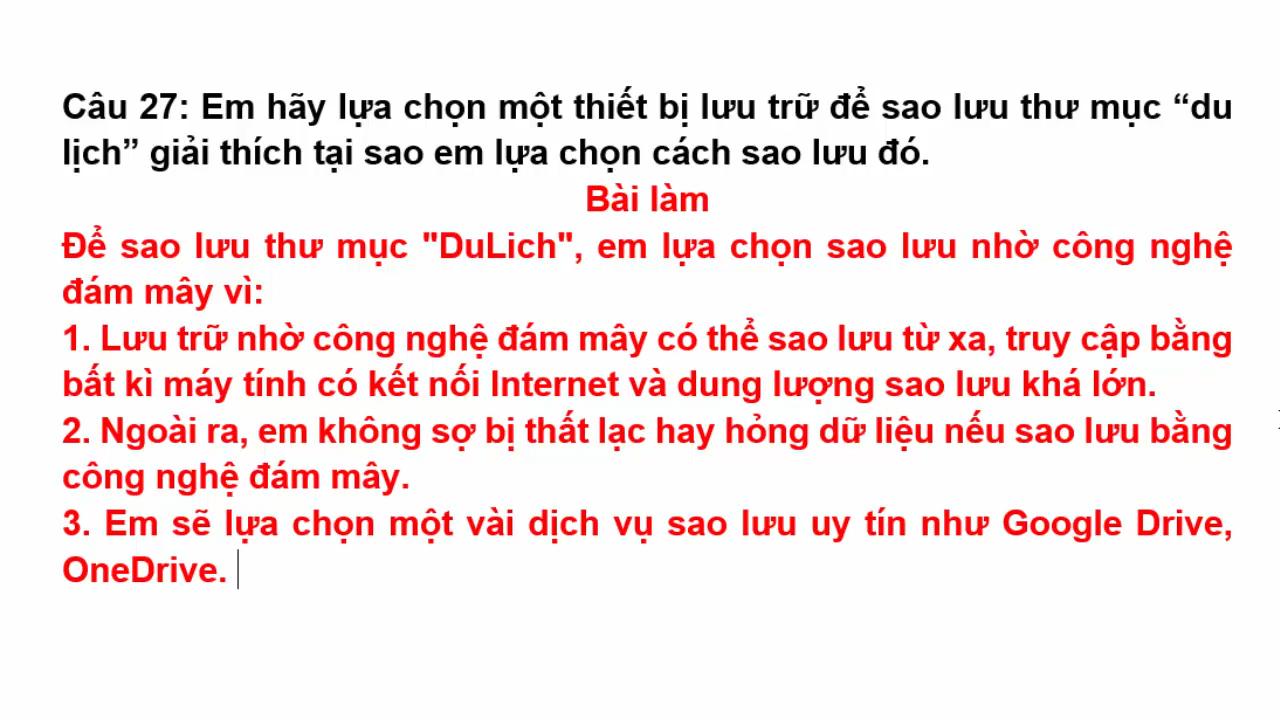 Câu 27: Em hãy lựa chọn một thiết bị lưu trữ để sao lưu thư mục “du
lịch” giải thích tại sao em lựa chọn cách sao lưu đó.
Bài làm
Để sao lưu thư mục "DuLich", em lựa chọn sao lưu nhờ công nghệ
đám mây vì:
1. Lưu trữ nhờ công nghệ đám mây có thể sao lưu từ xa, truy cập bằng
bất kì máy tính có kết nối Internet và dung lượng sao lưu khá lớn.
2. Ngoài ra, em không sợ bị thất lạc hay hỏng dữ liệu nếu sao lưu bằng
công nghệ đám mây.
3. Em sẽ lựa chọn một vài dịch vụ sao lưu uy tín như Google Drive,
OneDrive.